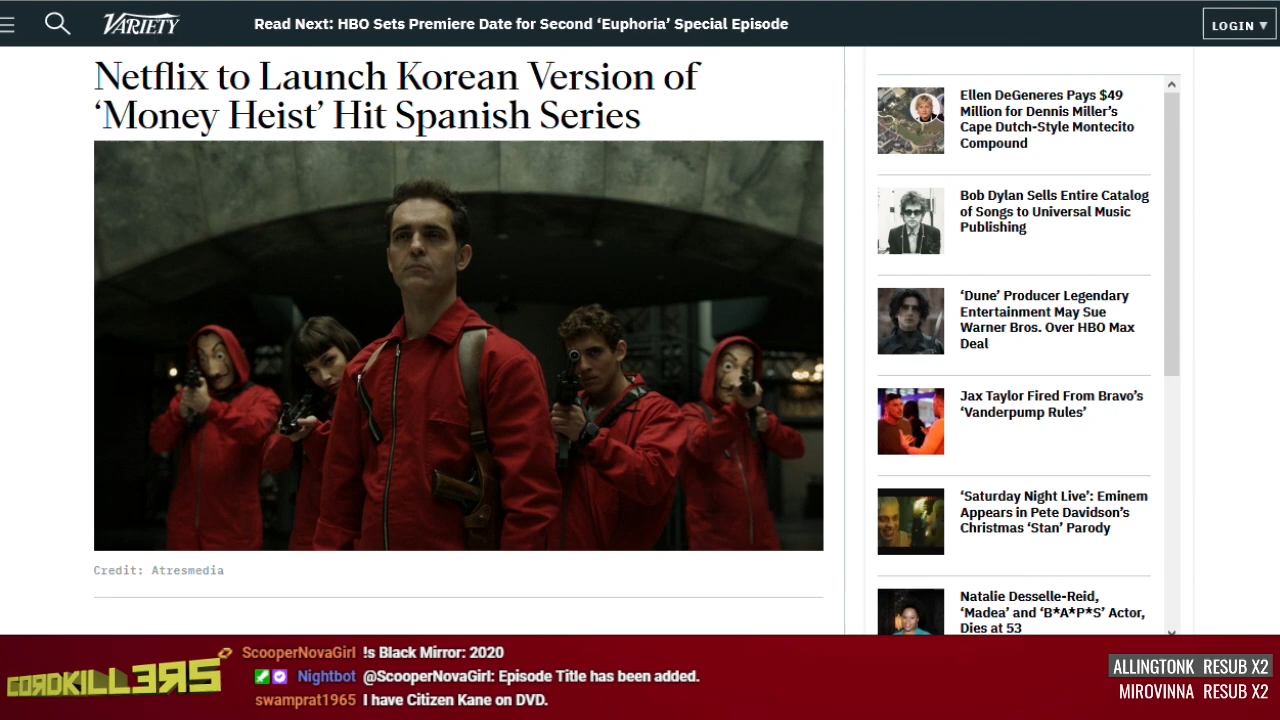 VARIETY
Read Next: HBO Sets Premiere Date for Second ‘Euphoria’ Special Episode
LOGIN ▼
Netflix to Launch Korean Version of
‘Money Heist’ Hit Spanish Series
Credit: Atresmedia
Ellen DeGeneres Pays $49
Million for Dennis Miller’s
Cape Dutch-Style Montecito
Compound
Bob Dylan Sells Entire Catalog
of Songs to Universal Music
Publishing
‘Dune’ Producer Legendary
Entertainment May Sue
Warner Bros. Over HBO Max
Deal
Jax Taylor Fired From Bravo’s
‘Vanderpump Rules’
‘Saturday Night Live’: Eminem
Appears in Pete Davidson’s
Christmas ‘Stan’ Parody
Natalie Desselle-Reid,
‘Madea’ and ‘B*A*P*S’ Actor,
Dies at 53
CORDKILLERS
ScooperNovaGirl !s Black Mirror: 2020
Nightbot @ScooperNovaGirl: Episode Title has been added.
swamprat1965 I have Citizen Kane on DVD.
ALLINGTONK RESUB X2
MIROVINNA RESUB X2